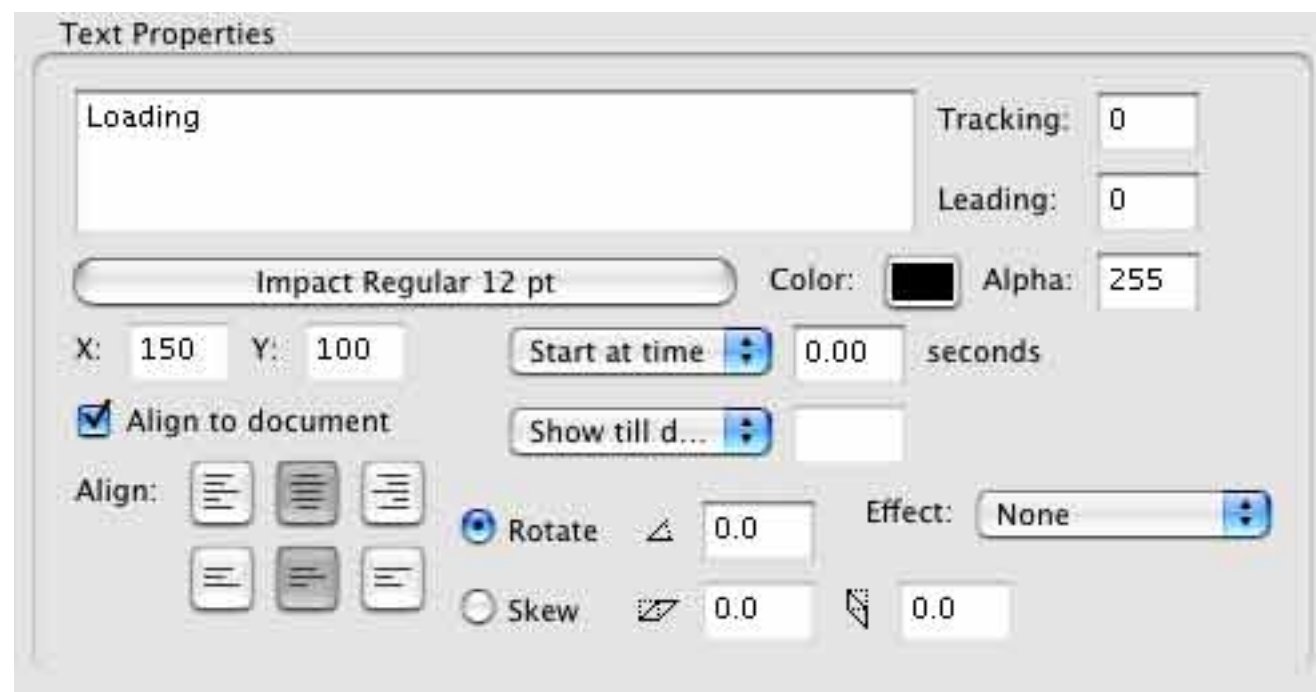 Text Properties
Loading
Tracking: 0
Leading: 0
Impact Regular 12 pt Color: Alpha: 255
X: 150 Y: 100 Start at time 0.00 seconds
Align to document Show till d...
Align:
Rotate 0.0 Effect: None
Skew 0.0 0.0